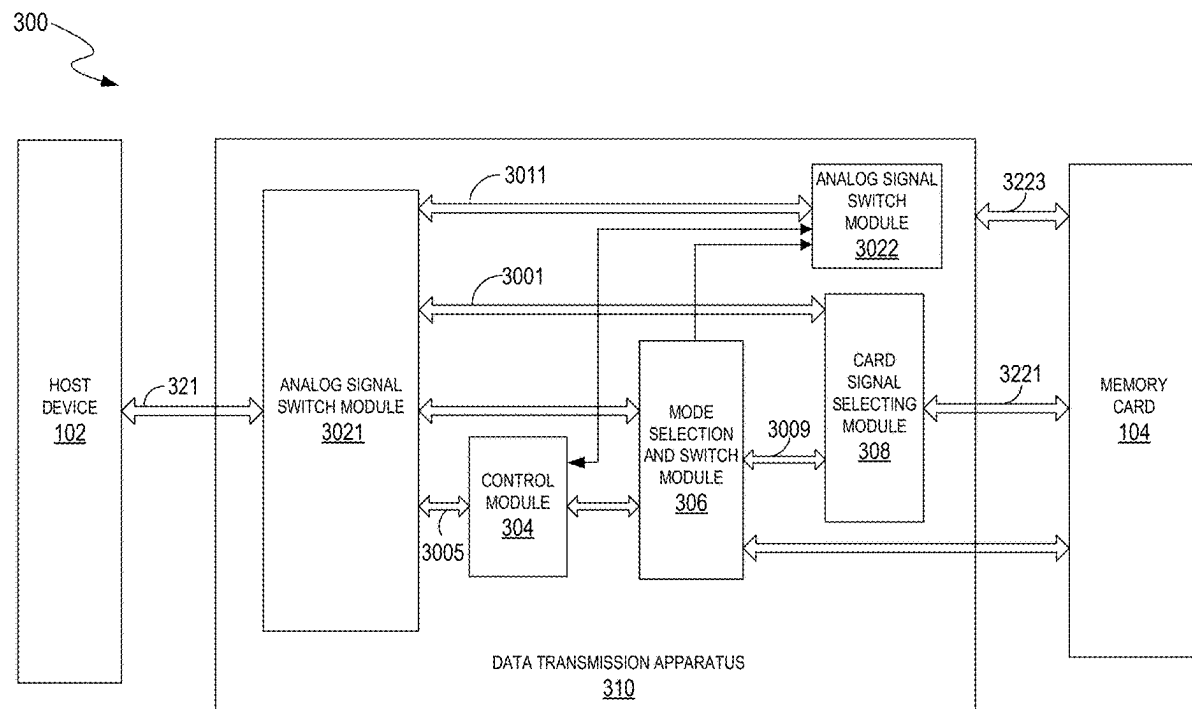 300
HOST
DEVICE
102
321
ANALOG SIGNAL
SWITCH MODULE
3021
3011
3001
3005
CONTROL
MODULE
304
MODE
SELECTION
AND SWITCH
MODULE
306
3009
ANALOG SIGNAL
SWITCH
MODULE
3022
CARD
SIGNAL
SELECTING
MODULE
308
3223
3221
MEMORY
CARD
104
DATA TRANSMISSION APPARATUS
310